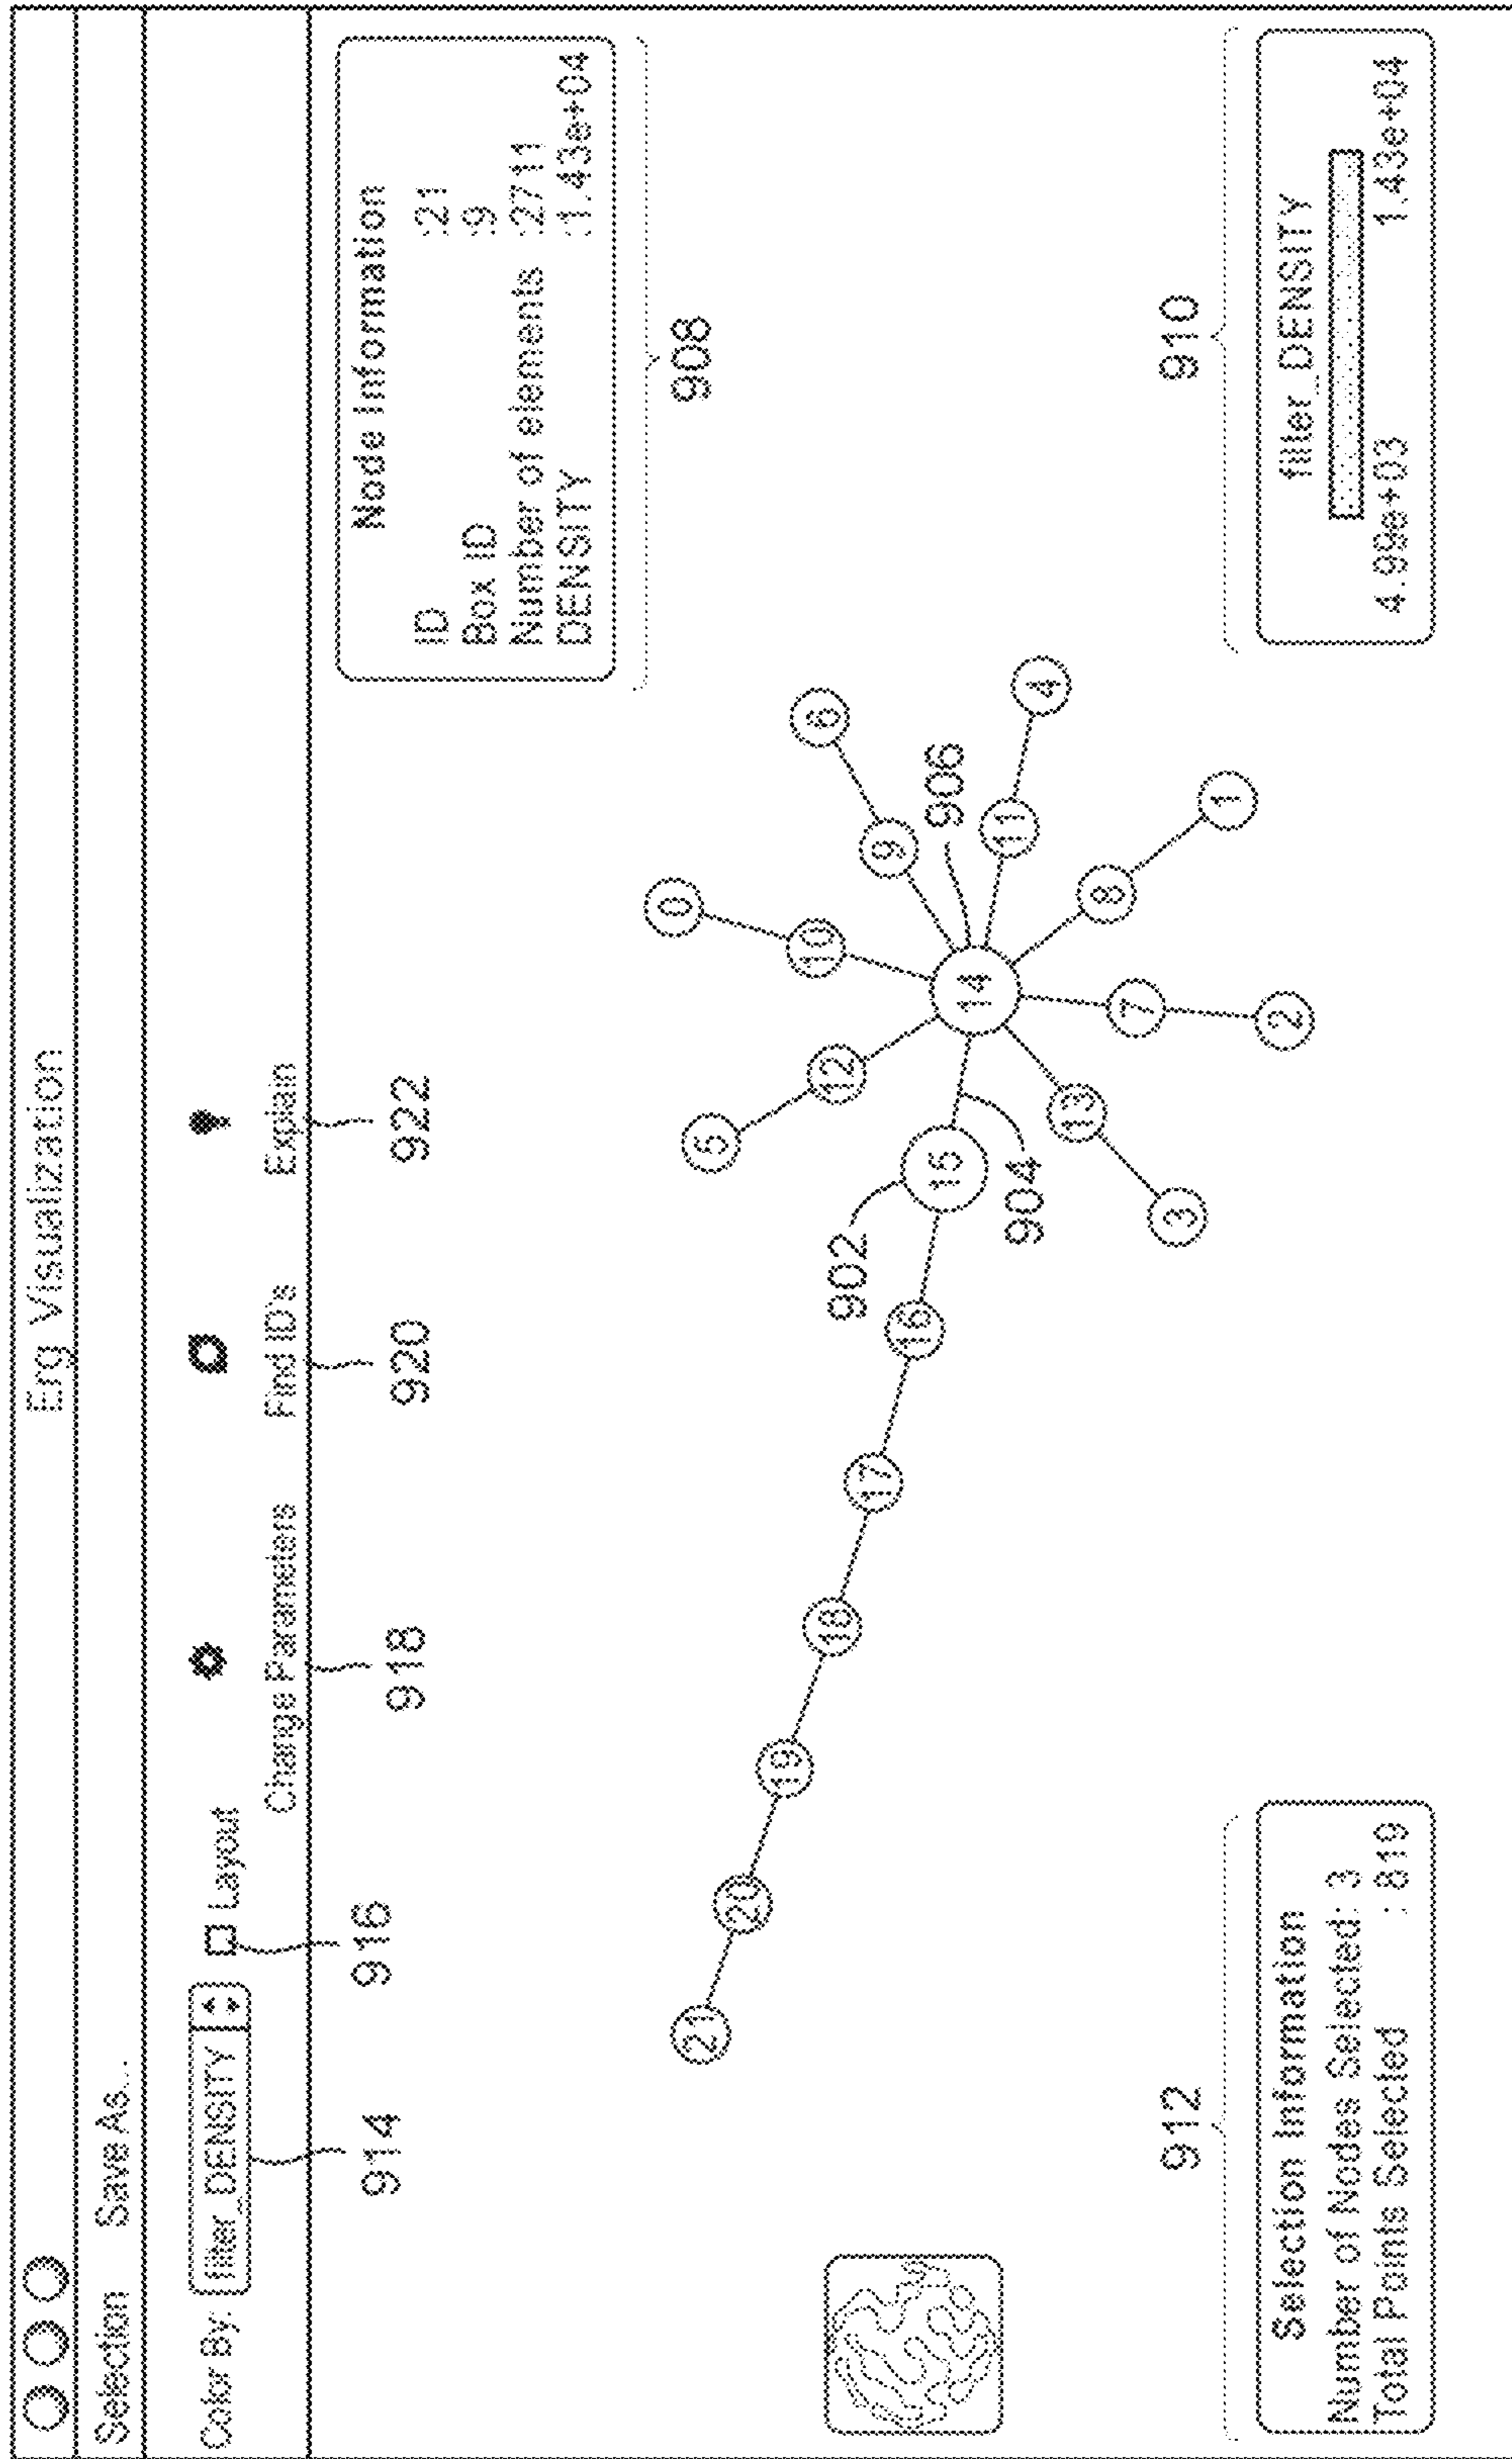 Erg Visualization
Selection Save As...
Color By: filter_DENSITY Layout Change Parameters Find ID's Explain
914 916 918 920 922
Node Information
ID :21
Box ID :9
Number of elements :2711
DENSITY :1.43e+04
908
0
5
6
10
12
9
21
20
19
18
17
16
15
14
11
4
902
904
906
13
7
8
3
2
1
912
Selection Information
Number of Nodes Selected: 3
Total Points Selected : 819
910
filter_DENSITY
4.99e+03 1.43e+04